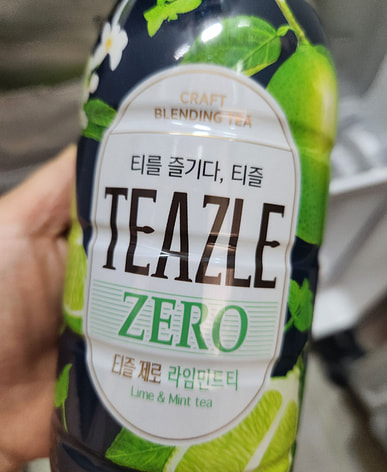 CRAFT
BLENDING TEA
티를 즐기다, 티즐
TEAZLE
ZERO
티즐 제로 라임민트티
Lime & Mint tea